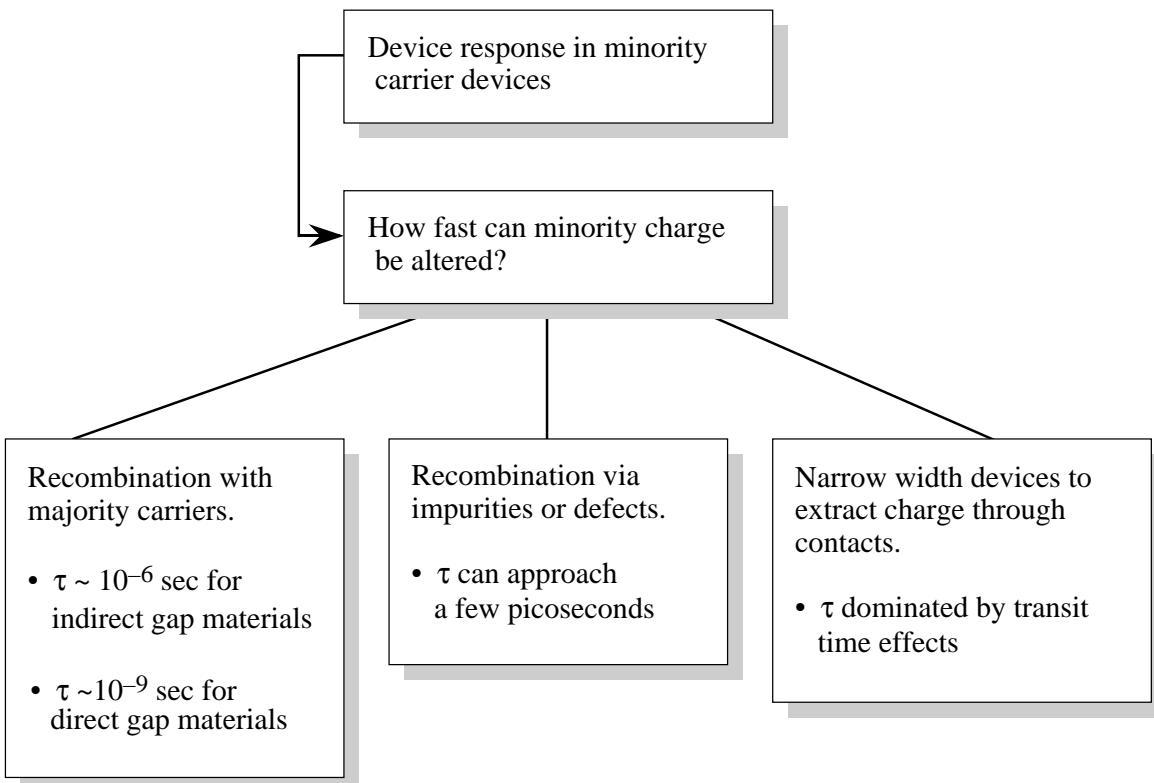 Device response in minority
carrier devices
How fast can minority charge
be altered?
Recombination with
majority carriers.
• τ ~ 10⁻⁶ sec for
indirect gap materials
• τ ~10⁻⁹ sec for
direct gap materials
Recombination via
impurities or defects.
• τ can approach
a few picoseconds
Narrow width devices to
extract charge through
contacts.
• τ dominated by transit
time effects